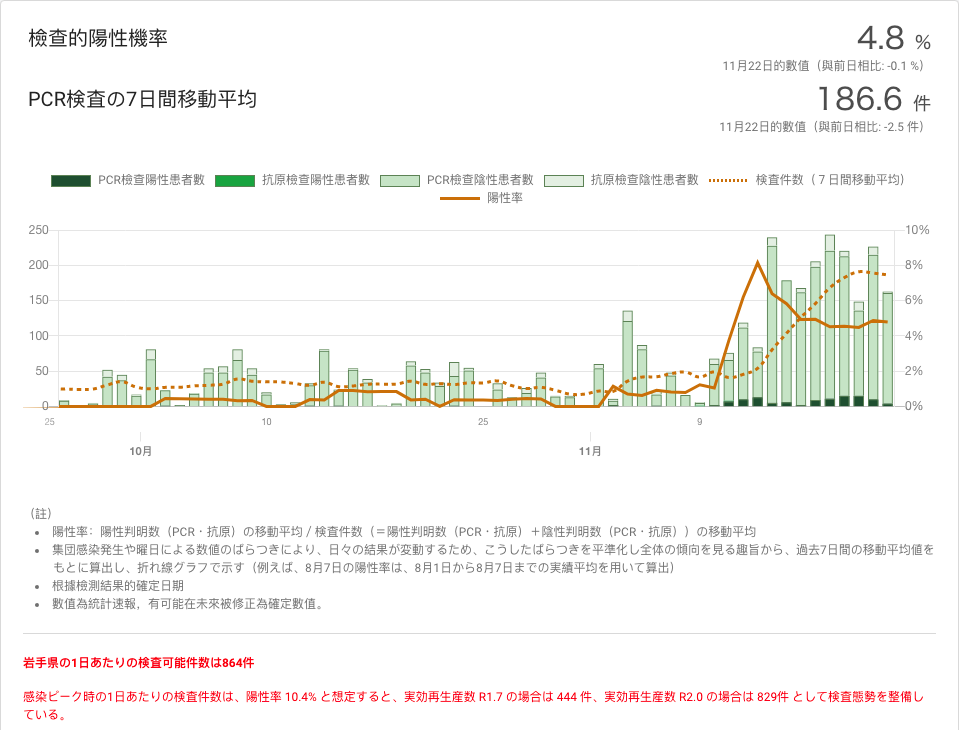 檢查的陽性機率
4.8 %
11月22日的數值（與前日相比: -0.1 %）
PCR検査の7日間移動平均
186.6 件
11月22日的數值（與前日相比: -2.5 件）
PCR檢查陽性患者數 抗原檢查陽性患者數 PCR檢查陰性患者數 抗原檢查陰性患者數 検査件数（７日間移動平均）
陽性率
250 10%
200 8%
150 6%
100 4%
50 2%
0 0%
25 10 25 9
10月 11月
（註）
• 陽性率：陽性判明数（PCR・抗原）の移動平均 / 検査件数（＝陽性判明数（PCR・抗原）＋陰性判明数（PCR・抗原））の移動平均
• 集団感染発生や曜日による数値のばらつきにより、日々の結果が変動するため、こうしたばらつきを平準化し全体の傾向を見る趣旨から、過去7日間の移動平均値を
もとに算出し、折れ線グラフで示す（例えば、8月7日の陽性率は、8月1日から8月7日までの実績平均を用いて算出）
• 根據檢測結果的確定日期
• 數值為統計速報，有可能在未來被修正為確定數值。
岩手県の1日あたりの検査可能件数は864件
感染ピーク時の1日あたりの検査件数は、陽性率 10.4% と想定すると、実効再生産数 R1.7 の場合は 444 件、実効再生産数 R2.0 の場合は 829件 として検査態勢を整備し
ている。